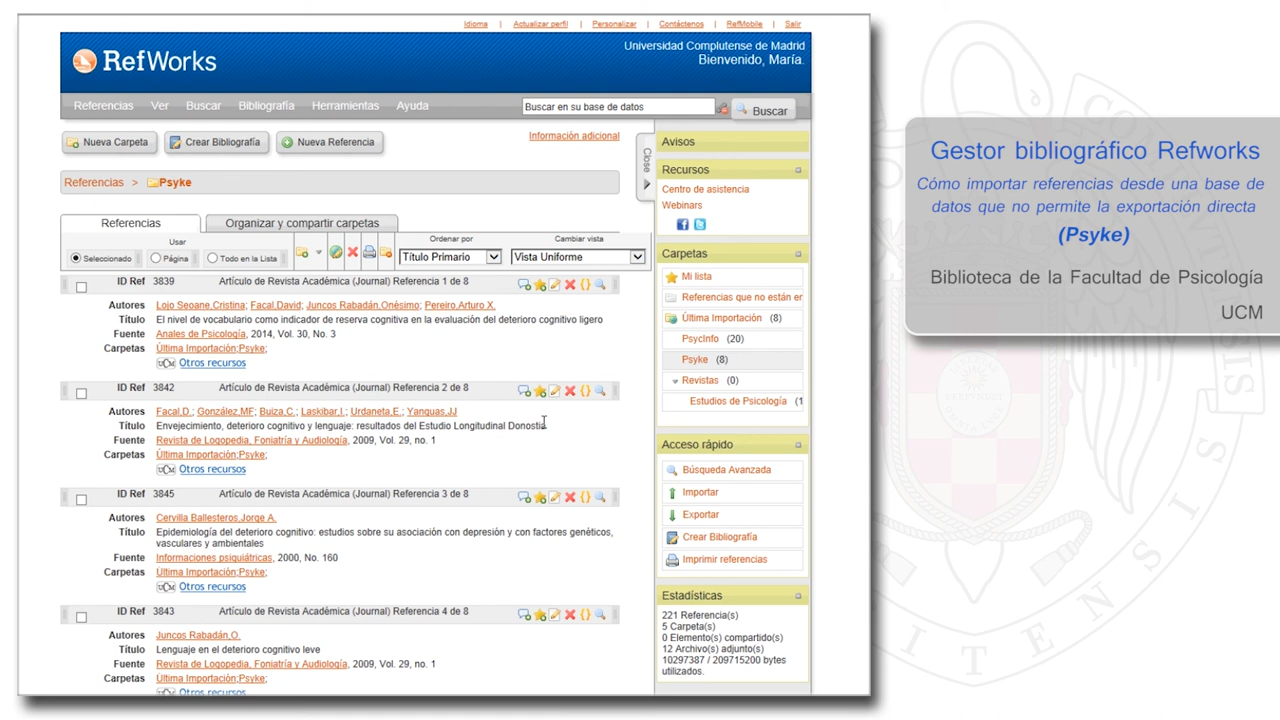 Idioma | Actualizar perfil | Personalizar | Contáctenos | RefMobile | Salir
RefWorks
Universidad Complutense de Madrid
Bienvenido, María.
Referencias Ver Buscar Bibliografía Herramientas Ayuda
Buscar en su base de datos
Buscar
Nueva Carpeta
Crear Bibliografía
Nueva Referencia
Información adicional
Close
Referencias > Psyke
Referencias
Organizar y compartir carpetas
Usar
Seleccionado Página Todo en la Lista
Ordenar por
Título Primario
Cambiar vista
Vista Uniforme
ID Ref 3839 Artículo de Revista Académica (Journal) Referencia 1 de 8
Autores Lojo Seoane,Cristina; Facal,David; Juncos Rabadán,Onésimo; Pereiro,Arturo X.
Título El nivel de vocabulario como indicador de reserva cognitiva en la evaluación del deterioro cognitivo ligero
Fuente Anales de Psicología, 2014, Vol. 30, No. 3
Carpetas Última Importación;Psyke;
UCM Otros recursos
ID Ref 3842 Artículo de Revista Académica (Journal) Referencia 2 de 8
Autores Facal,D.; González,MF; Buiza,C.; Laskibar,I.; Urdaneta,E.; Yanguas,JJ
Título Envejecimiento, deterioro cognitivo y lenguaje: resultados del Estudio Longitudinal Donostia
Fuente Revista de Logopedia, Foniatría y Audiología, 2009, Vol. 29, no. 1
Carpetas Última Importación;Psyke;
UCM Otros recursos
ID Ref 3845 Artículo de Revista Académica (Journal) Referencia 3 de 8
Autores Cervilla Ballesteros,Jorge A.
Título Epidemiología del deterioro cognitivo: estudios sobre su asociación con depresión y con factores genéticos,
vasculares y ambientales
Fuente Informaciones psiquiátricas, 2000, No. 160
Carpetas Última Importación;Psyke;
UCM Otros recursos
ID Ref 3843 Artículo de Revista Académica (Journal) Referencia 4 de 8
Autores Juncos Rabadán,O.
Título Lenguaje en el deterioro cognitivo leve
Fuente Revista de Logopedia, Foniatría y Audiología, 2009, Vol. 29, no. 1
Carpetas Última Importación;Psyke;
UCM Otros recursos
Avisos
Recursos
Centro de asistencia
Webinars
Carpetas
Mi lista
Referencias que no están er
Última Importación (8)
PsycInfo (20)
Psyke (8)
Revistas (0)
Estudios de Psicología (1
Acceso rápido
Búsqueda Avanzada
Importar
Exportar
Crear Bibliografía
Imprimir referencias
Estadísticas
221 Referencia(s)
5 Carpeta(s)
0 Elemento(s) compartido(s)
12 Archivo(s) adjunto(s)
10297387 / 209715200 bytes
utilizados.
Gestor bibliográfico Refworks
Cómo importar referencias desde una base de
datos que no permite la exportación directa
(Psyke)
Biblioteca de la Facultad de Psicología
UCM